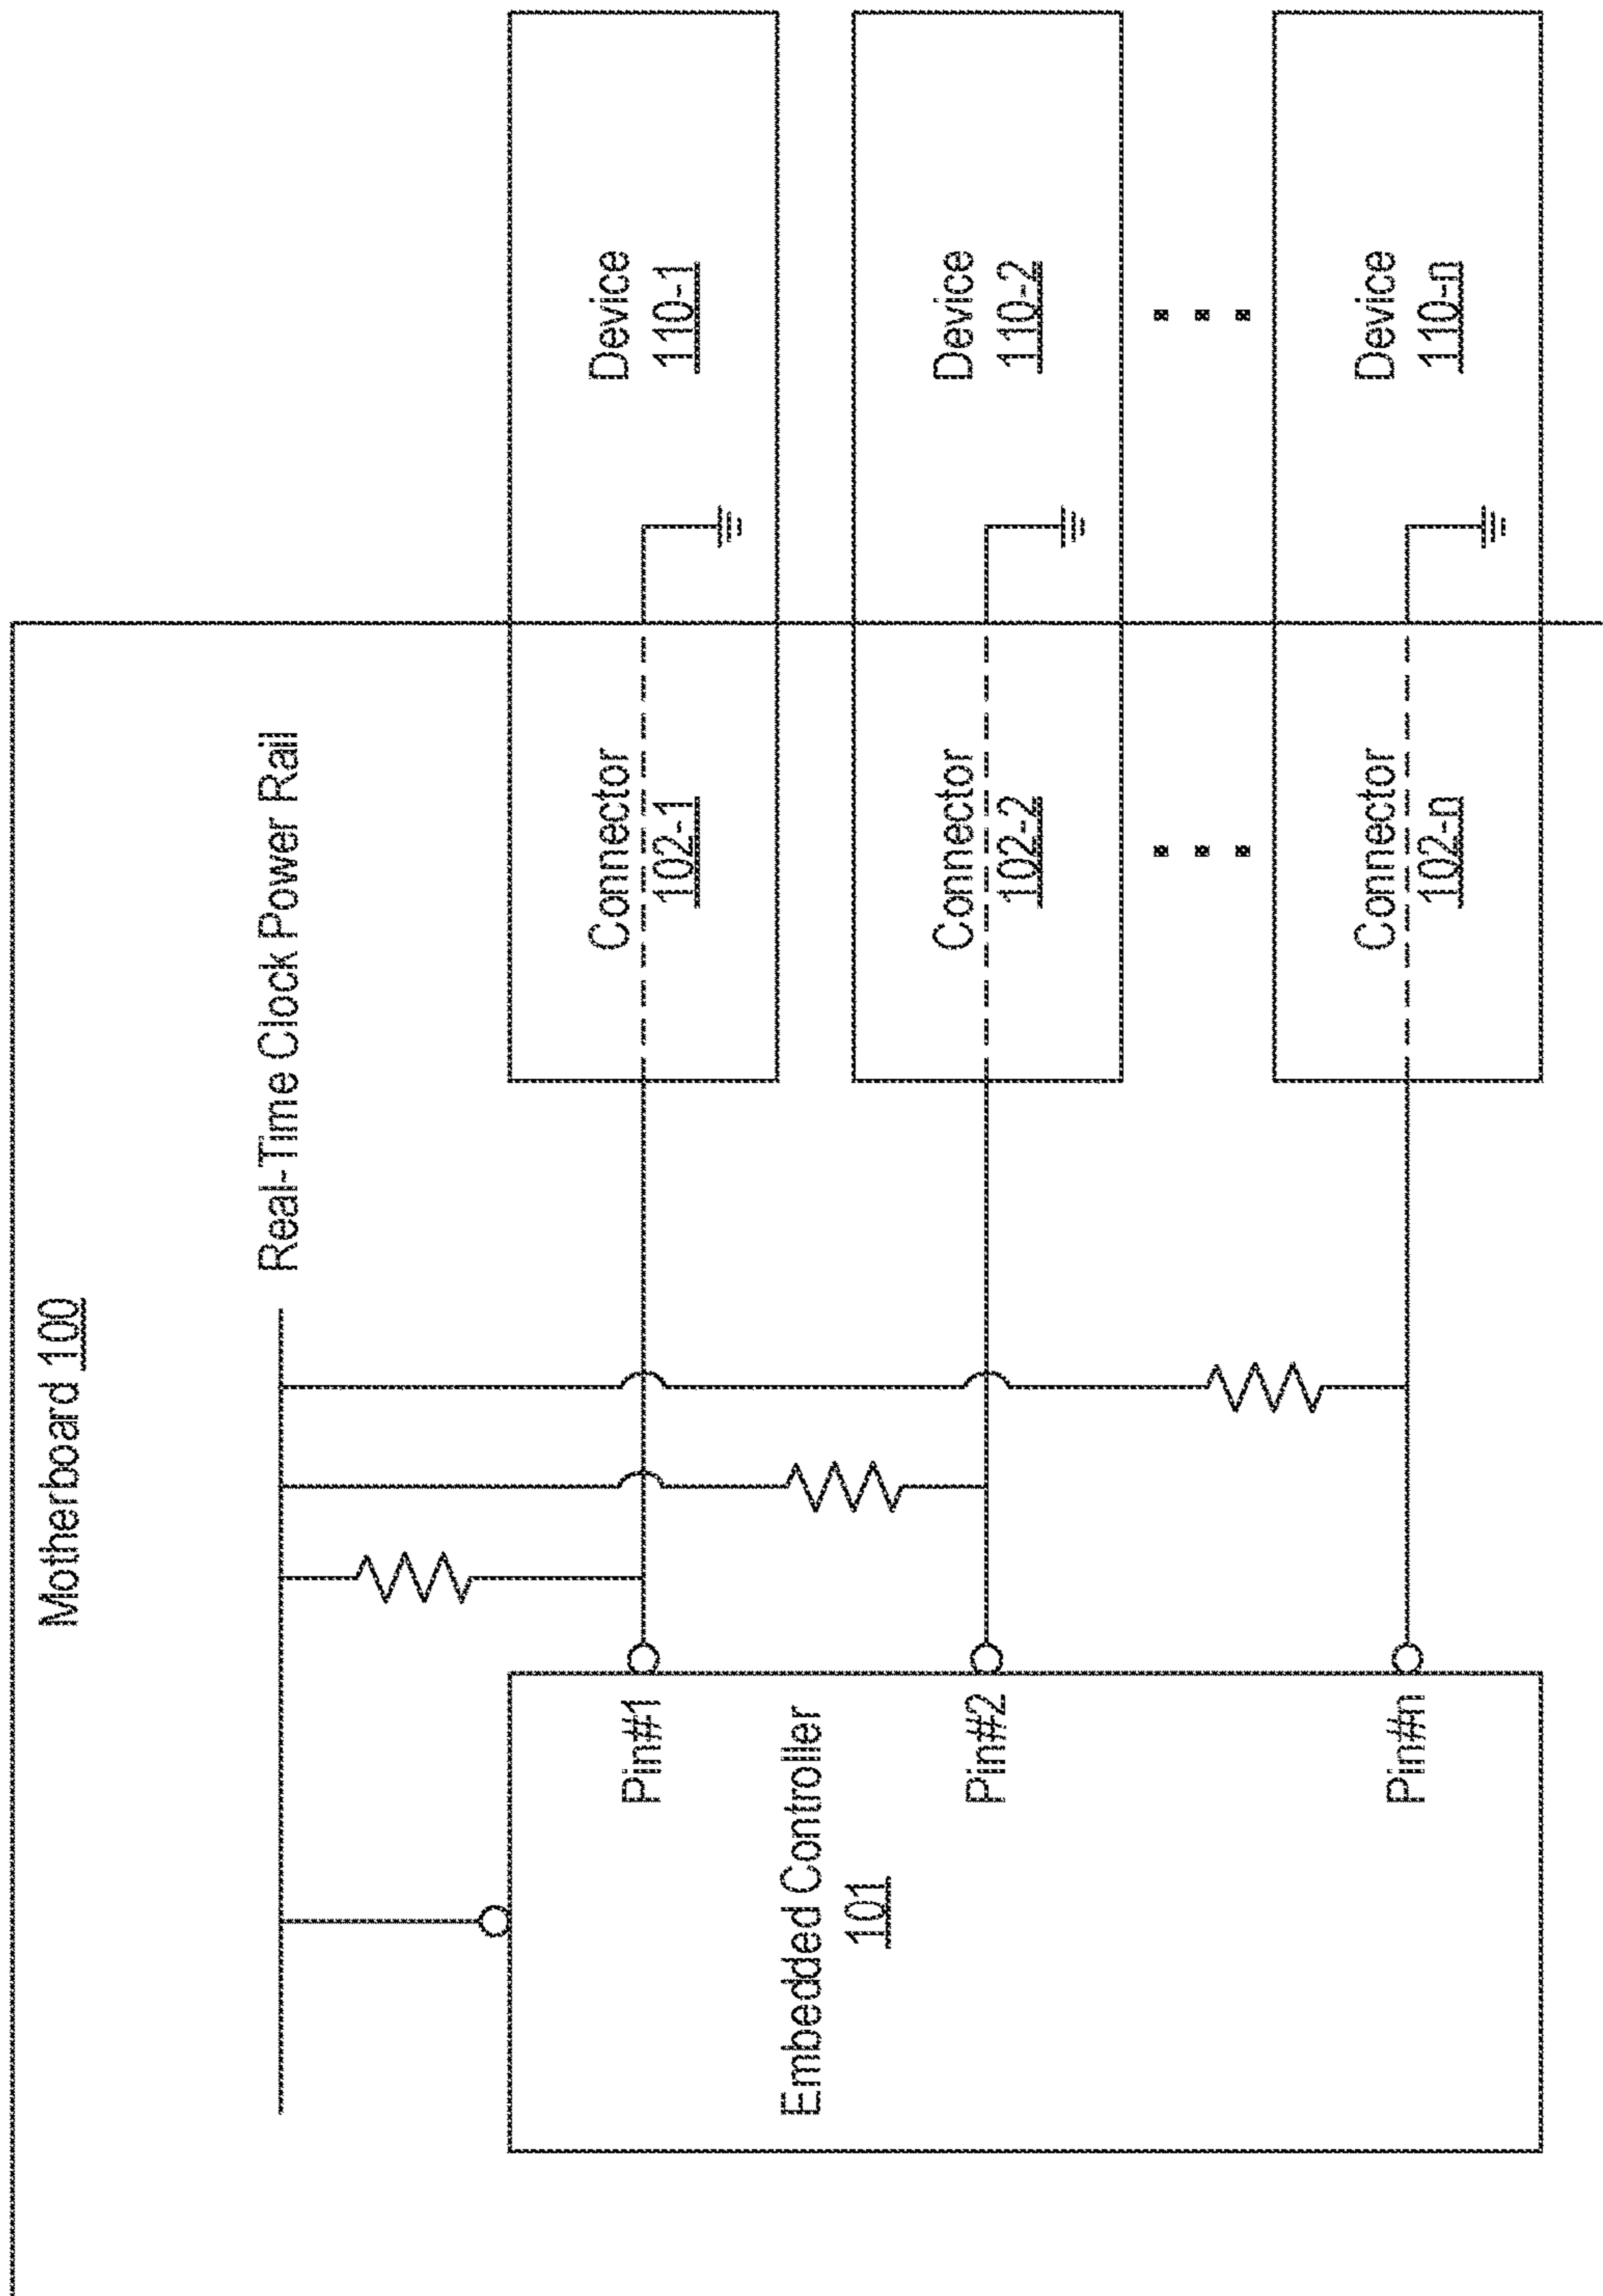 Motherboard 100
Real-Time Clock Power Rail
Embedded Controller
101
Pin#1
Pin#2
Pin#n
Connector
102-1
Connector
102-2
Connector
102-n
Device
110-1
Device
110-2
Device
110-n